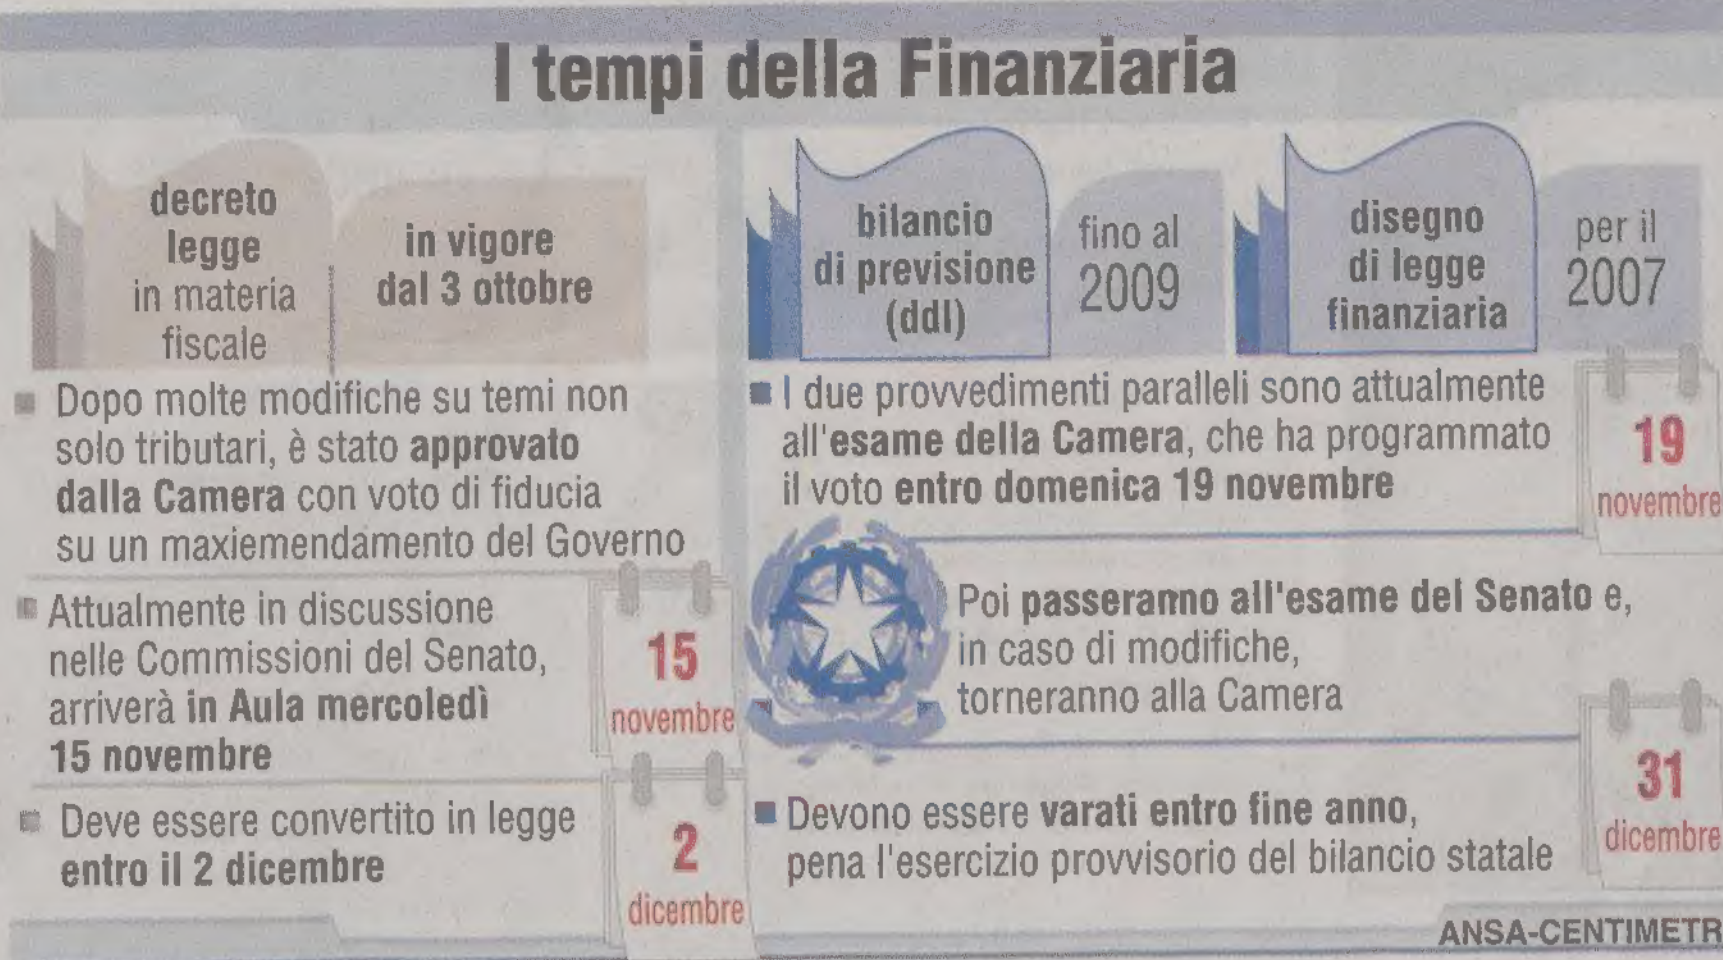 I tempi della Finanziaria
decreto
legge
in materia
fiscale
in vigore
dal 3 ottobre
■ Dopo molte modifiche su temi non
solo tributari, è stato approvato
dalla Camera con voto di fiducia
su un maxiemendamento del Governo
■ Attualmente in discussione
nelle Commissioni del Senato,
arriverà in Aula mercoledì
15 novembre
15
novembre
■ Deve essere convertito in legge
entro il 2 dicembre
2
dicembre
bilancio
di previsione
(ddl)
fino al
2009
disegno
di legge
finanziaria
per il
2007
■ I due provvedimenti paralleli sono attualmente
all'esame della Camera, che ha programmato
il voto entro domenica 19 novembre
19
novembre
Poi passeranno all'esame del Senato e,
in caso di modifiche,
torneranno alla Camera
■ Devono essere varati entro fine anno,
pena l'esercizio provvisorio del bilancio statale
31
dicembre
ANSA-CENTIMETR